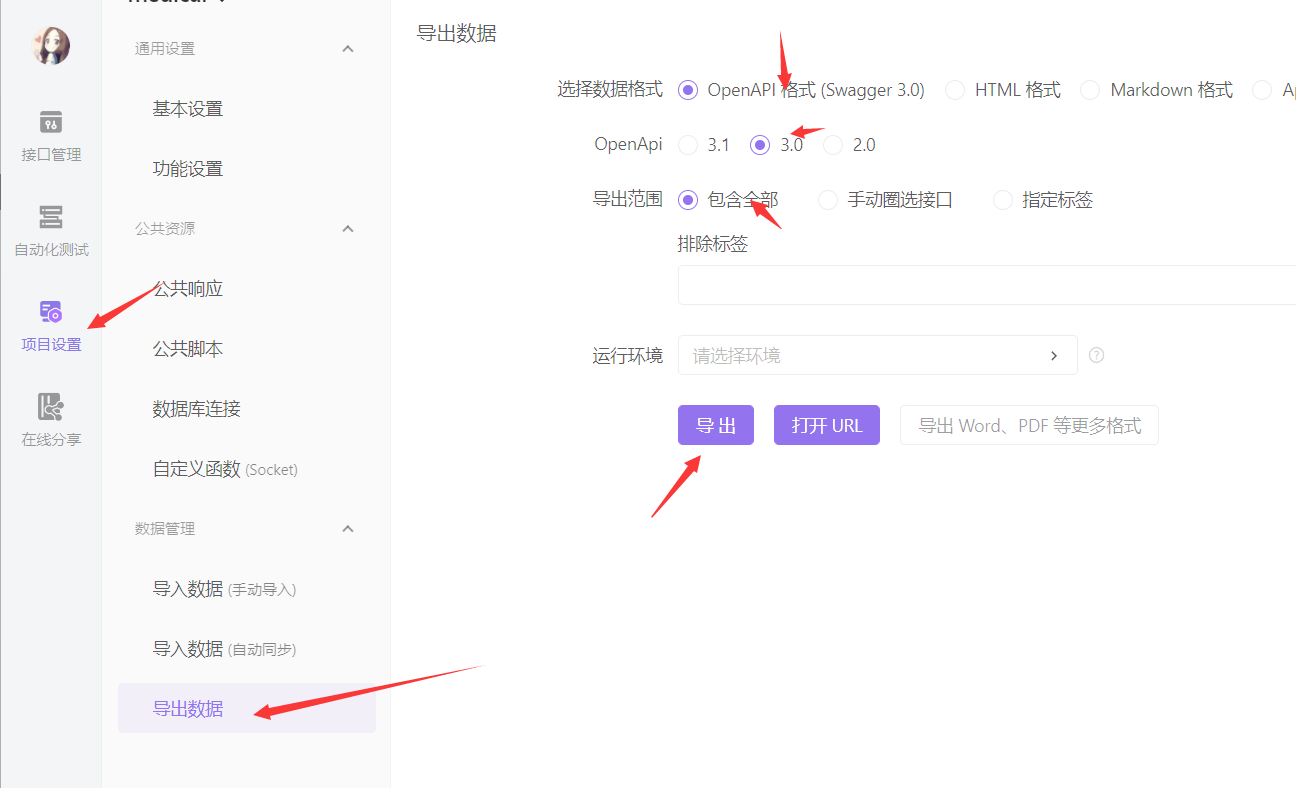 导出数据
通用设置
接口管理
自动化测试
项目设置
在线分享
基本设置
功能设置
公共资源
公共响应
公共脚本
数据库连接
自定义函数 (Socket)
数据管理
导入数据 (手动导入)
导入数据 (自动同步)
导出数据
选择数据格式 OpenAPI 格式 (Swagger 3.0) HTML 格式 Markdown 格式
OpenApi 3.1 3.0 2.0
导出范围 包含全部 手动圈选接口 指定标签
排除标签
运行环境 请选择环境
导出 打开 URL 导出 Word、PDF 等更多格式